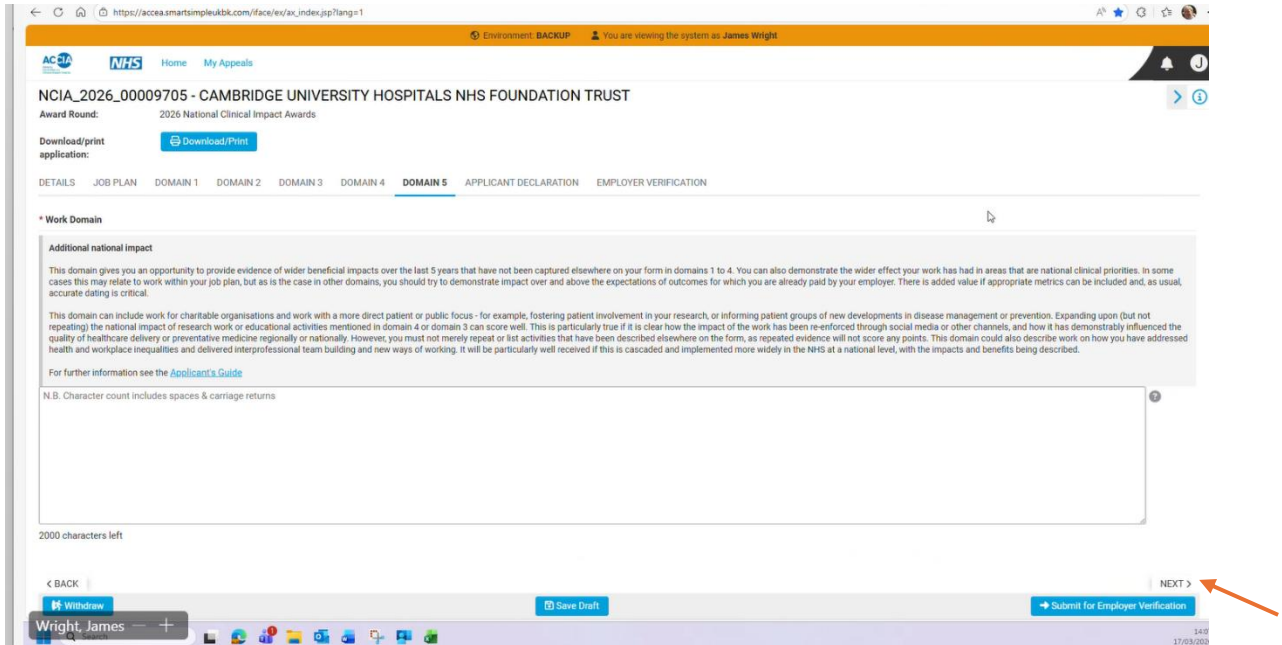 https://accea.smartsimpleukbk.com/iface/ex/ax_index.jsp?lang=1
Environment: BACKUP You are viewing the system as James Wright
ACCIA NHS Home My Appeals J
NCIA_2026_00009705 - CAMBRIDGE UNIVERSITY HOSPITALS NHS FOUNDATION TRUST
Award Round: 2026 National Clinical Impact Awards
Download/print
application:
Download/Print
DETAILS JOB PLAN DOMAIN 1 DOMAIN 2 DOMAIN 3 DOMAIN 4 DOMAIN 5 APPLICANT DECLARATION EMPLOYER VERIFICATION
* Work Domain
Additional national impact
This domain gives you an opportunity to provide evidence of wider beneficial impacts over the last 5 years that have not been captured elsewhere on your form in domains 1 to 4. You can also demonstrate the wider effect your work has had in areas that are national clinical priorities. In some
cases this may relate to work within your job plan, but as is the case in other domains, you should try to demonstrate impact over and above the expectations of outcomes for which you are already paid by your employer. There is added value if appropriate metrics can be included and, as usual,
accurate dating is critical.
This domain can include work for charitable organisations and work with a more direct patient or public focus - for example, fostering patient involvement in your research, or informing patient groups of new developments in disease management or prevention. Expanding upon (but not
repeating) the national impact of research work or educational activities mentioned in domain 4 or domain 3 can score well. This is particularly true if it is clear how the impact of the work has been re-enforced through social media or other channels, and how it has demonstrably influenced the
quality of healthcare delivery or preventative medicine regionally or nationally. However, you must not merely repeat or list activities that have been described elsewhere on the form, as repeated evidence will not score any points. This domain could also describe work on how you have addressed
health and workplace inequalities and delivered interprofessional team building and new ways of working. It will be particularly well received if this is cascaded and implemented more widely in the NHS at a national level, with the impacts and benefits being described.
For further information see the Applicant's Guide
N.B. Character count includes spaces & carriage returns
2000 characters left
< BACK NEXT >
Withdraw Save Draft Submit for Employer Verification
Wright, James
Search